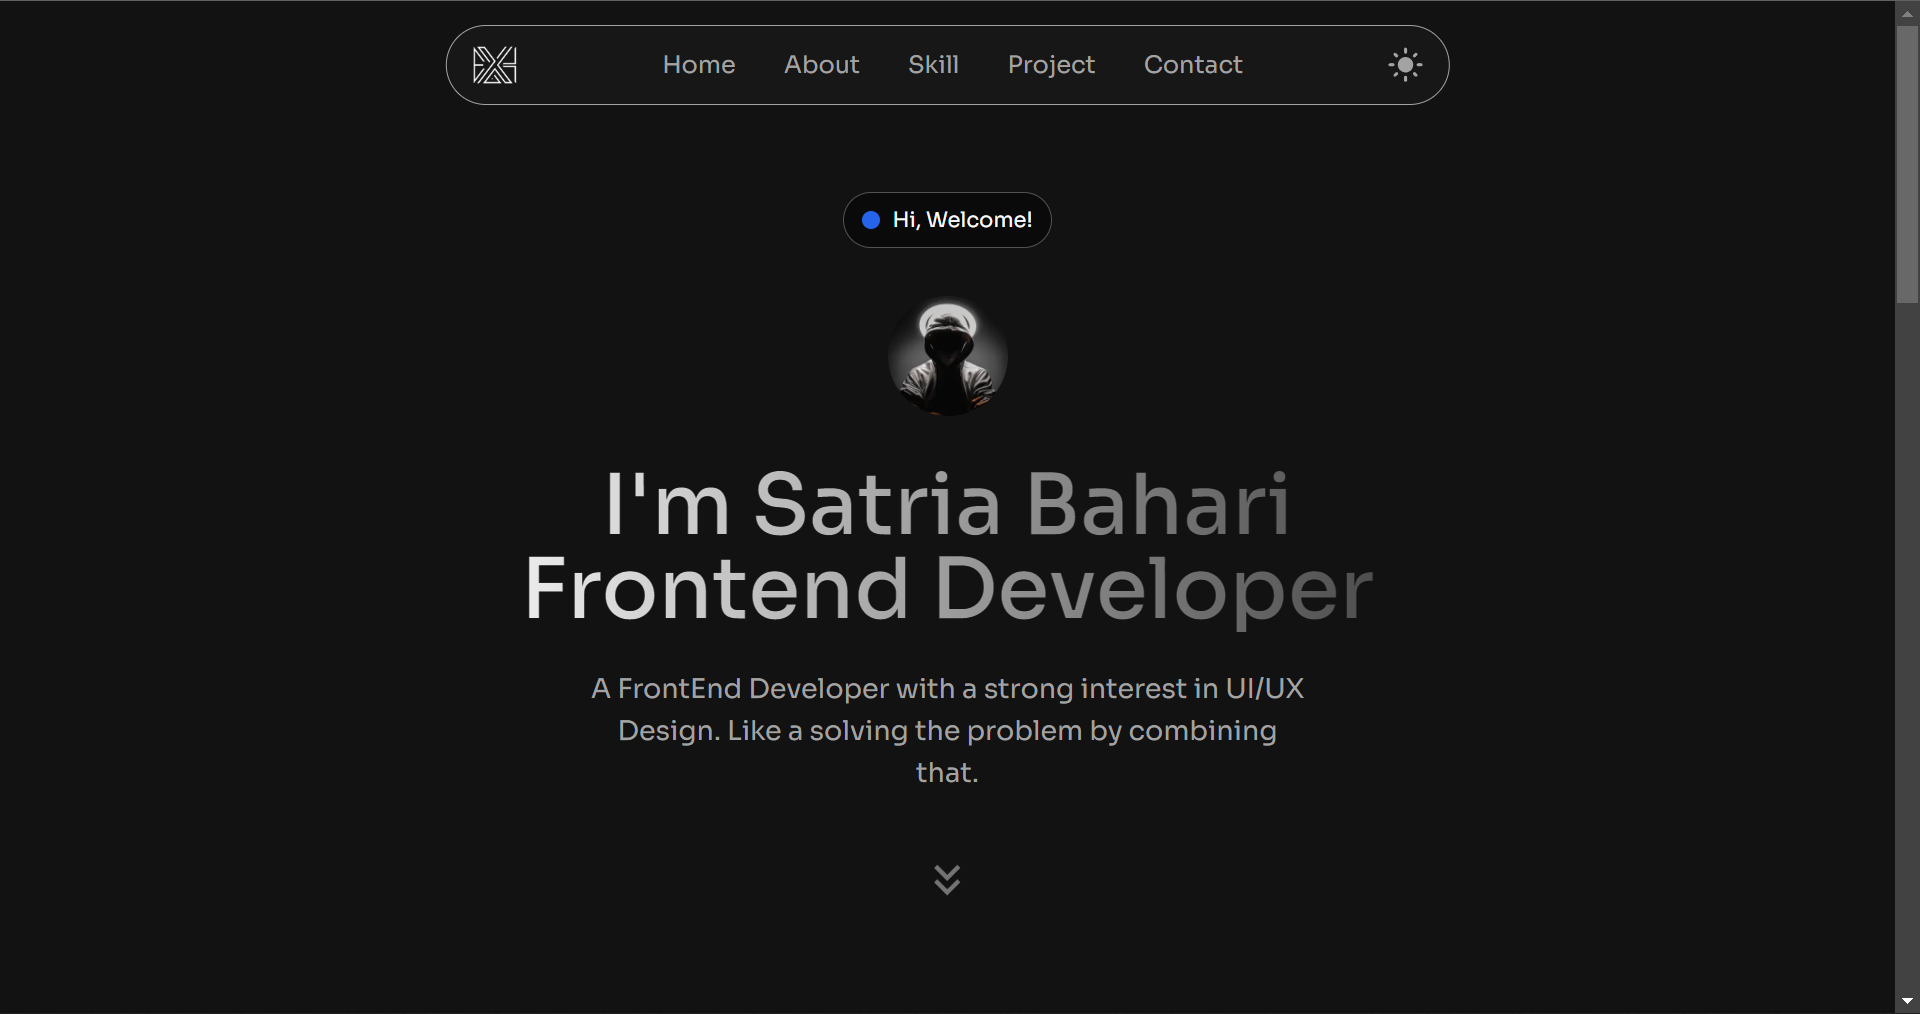 Home About Skill Project Contact
Hi, Welcome!
I'm Satria Bahari
Frontend Developer
A FrontEnd Developer with a strong interest in UI/UX
Design. Like a solving the problem by combining
that.